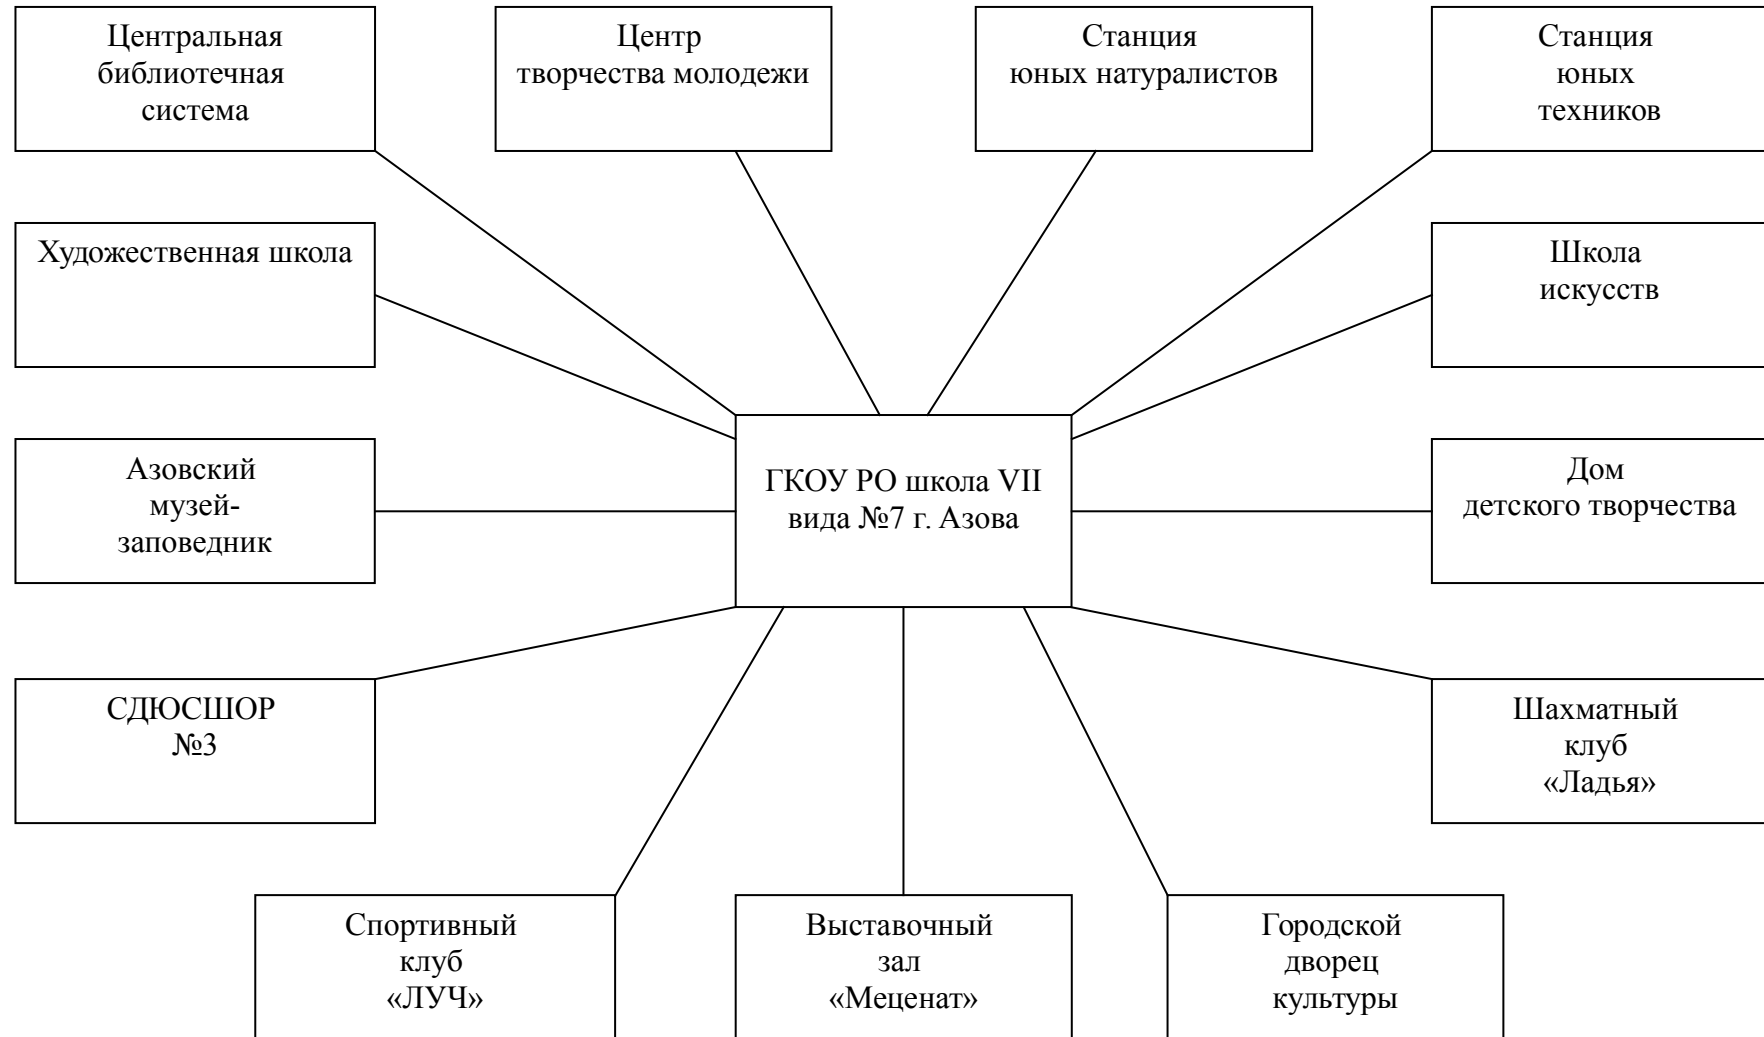 Центральная
библиотечная
система
Центр
творчества молодежи
Станция
юных натуралистов
Станция
юных
техников
Художественная школа
Школа
искусств
Азовский
музей-
заповедник
ГКОУ РО школа VII
вида №7 г. Азова
Дом
детского творчества
СДЮСШОР
№3
Шахматный
клуб
«Ладья»
Спортивный
клуб
«ЛУЧ»
Выставочный
зал
«Меценат»
Городской
дворец
культуры